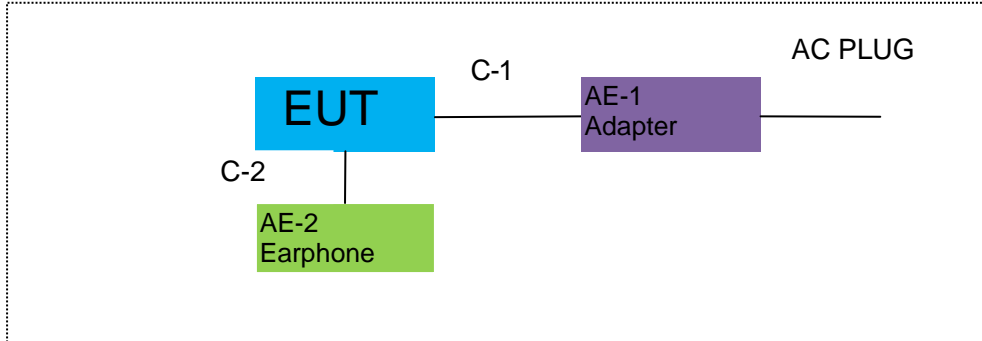 AC PLUG
C-1
EUT
AE-1
Adapter
C-2
AE-2
Earphone